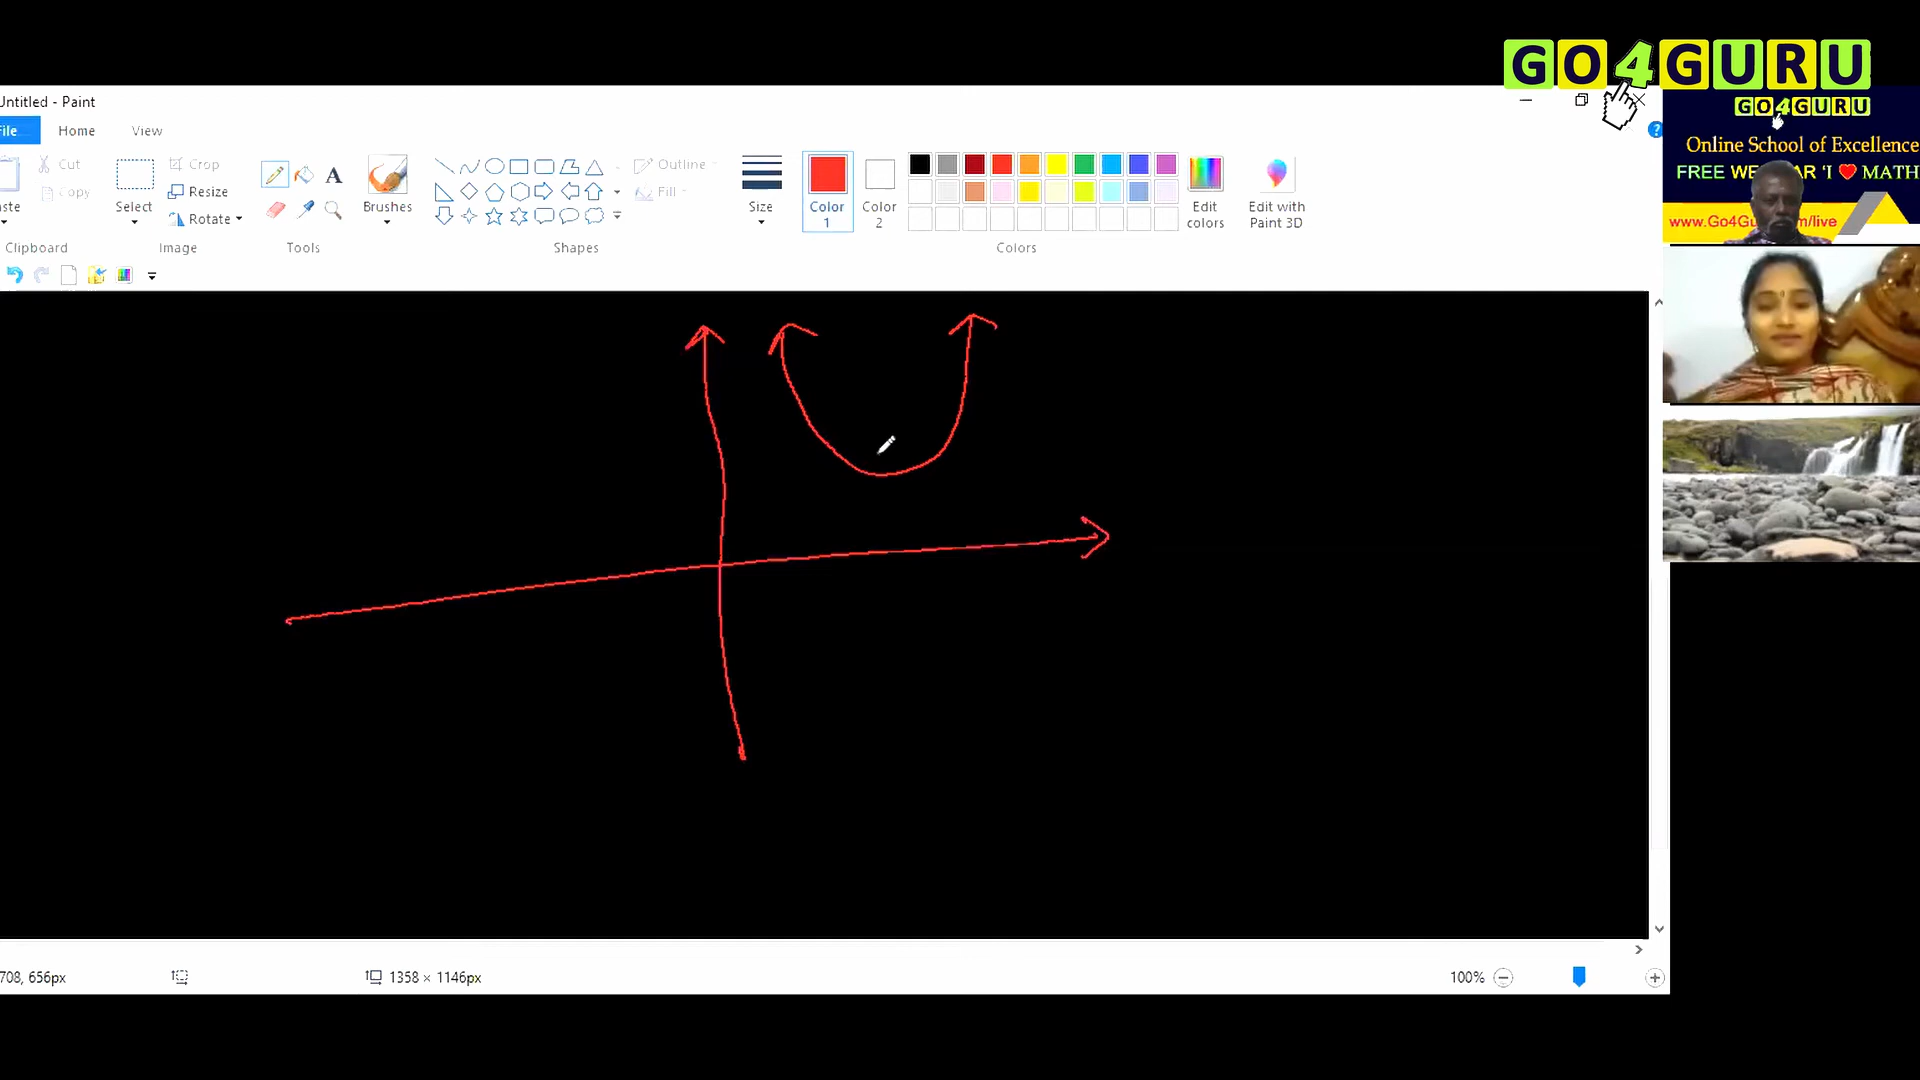 GO4GURU
GO4GURU
Online School of Excellence
FREE WE AR 'I ❤ MATH
www.Go4Gu m/live
Untitled - Paint
File
Home
View
Cut
Copy
aste
Clipboard
Select
Crop
Resize
Rotate
Image
A
Tools
Brushes
Outline
Fill
Shapes
Size
Color
1
Color
2
Edit
colors
Edit with
Paint 3D
Colors
708, 656px
1358 × 1146px
100%